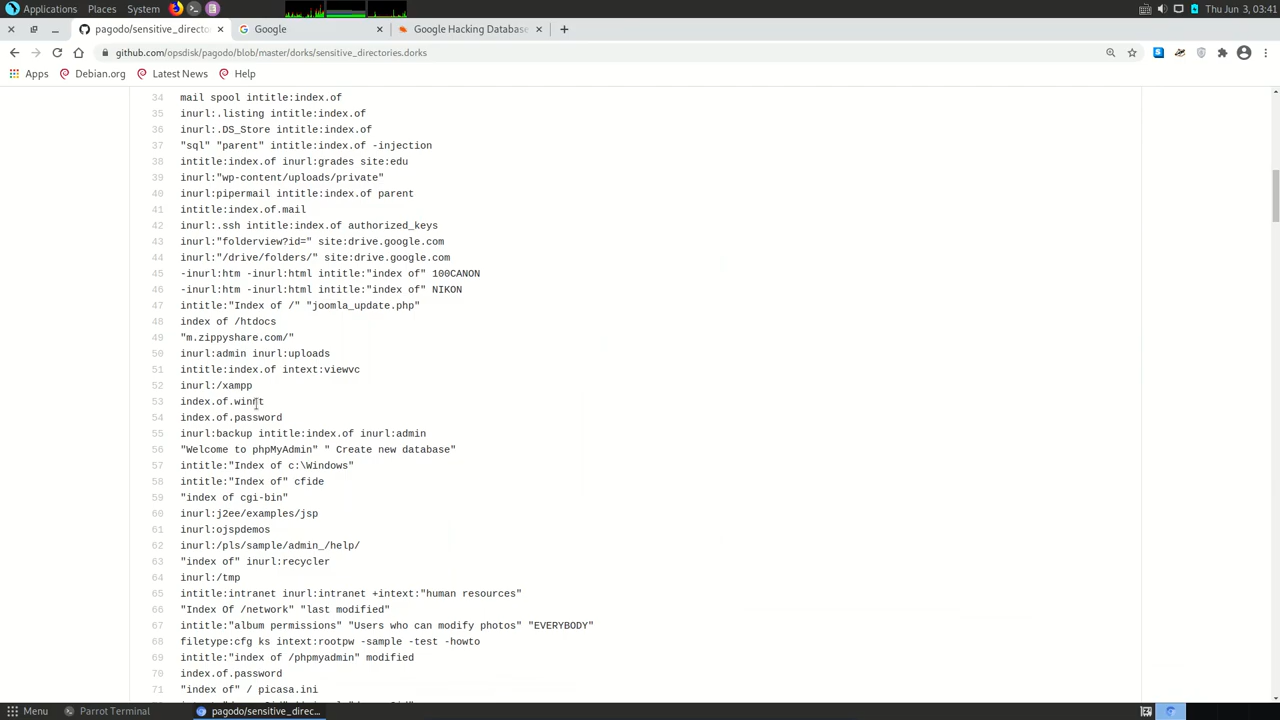 Applications Places System Thu Jun 3, 03:41
pagodo/sensitive_directo Google Google Hacking Database
github.com/opsdisk/pagodo/blob/master/dorks/sensitive_directories.dorks
Apps Debian.org Latest News Help
34 mail spool intitle:index.of
35 inurl:.listing intitle:index.of
36 inurl:.DS_Store intitle:index.of
37 "sql" "parent" intitle:index.of -injection
38 intitle:index.of inurl:grades site:edu
39 inurl:"wp-content/uploads/private"
40 inurl:pipermail intitle:index.of parent
41 intitle:index.of.mail
42 inurl:.ssh intitle:index.of authorized_keys
43 inurl:"folderview?id=" site:drive.google.com
44 inurl:"/drive/folders/" site:drive.google.com
45 -inurl:htm -inurl:html intitle:"index of" 100CANON
46 -inurl:htm -inurl:html intitle:"index of" NIKON
47 intitle:"Index of /" "joomla_update.php"
48 index of /htdocs
49 "m.zippyshare.com/"
50 inurl:admin inurl:uploads
51 intitle:index.of intext:viewvc
52 inurl:/xampp
53 index.of.winnt
54 index.of.password
55 inurl:backup intitle:index.of inurl:admin
56 "Welcome to phpMyAdmin" " Create new database"
57 intitle:"Index of c:\Windows"
58 intitle:"Index of" cfide
59 "index of cgi-bin"
60 inurl:j2ee/examples/jsp
61 inurl:ojspdemos
62 inurl:/pls/sample/admin_/help/
63 "index of" inurl:recycler
64 inurl:/tmp
65 intitle:intranet inurl:intranet +intext:"human resources"
66 "Index Of /network" "last modified"
67 intitle:"album permissions" "Users who can modify photos" "EVERYBODY"
68 filetype:cfg ks intext:rootpw -sample -test -howto
69 intitle:"index of /phpmyadmin" modified
70 index.of.password
71 "index of" / picasa.ini
Menu Parrot Terminal pagodo/sensitive_direc...